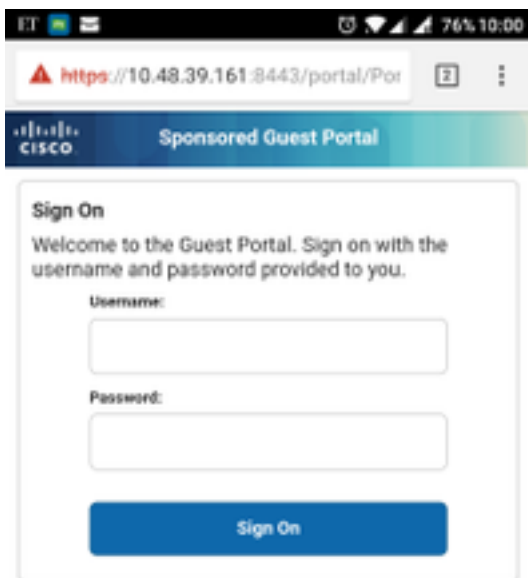 ET 76% 10:00
https://10.48.39.161:8443/portal/Por 2
CISCO Sponsored Guest Portal
Sign On
Welcome to the Guest Portal. Sign on with the
username and password provided to you.
Username:
Password:
Sign On